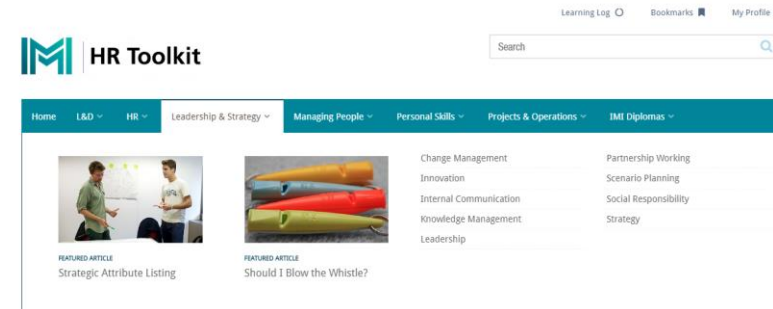 Learning Log
Bookmarks
My Profile
IMI HR Toolkit
Search
Home L&D HR Leadership & Strategy Managing People Personal Skills Projects & Operations IMI Diplomas
FEATURED ARTICLE
Strategic Attribute Listing
FEATURED ARTICLE
Should I Blow the Whistle?
Change Management
Innovation
Internal Communication
Knowledge Management
Leadership
Partnership Working
Scenario Planning
Social Responsibility
Strategy